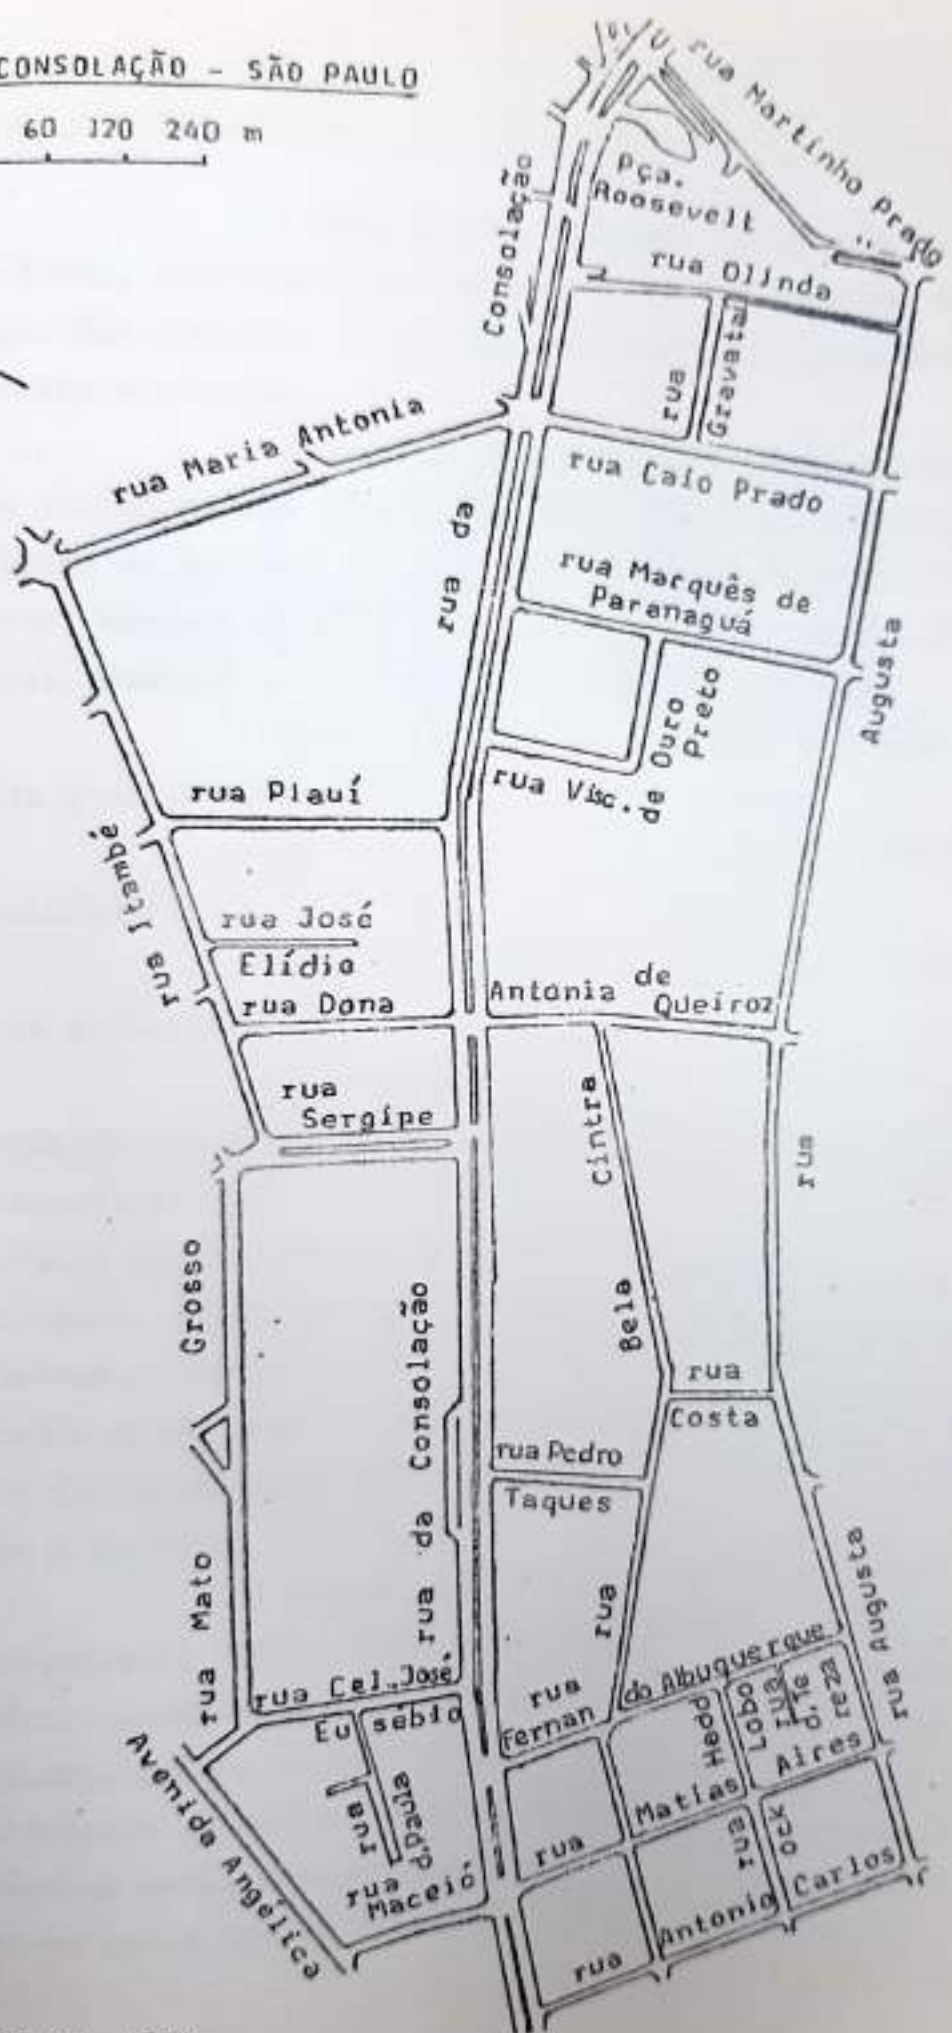 CONSOLAÇÃO - SÃO PAULO
60 120 240 m
rua Martinho Prado
Pça.
Roosevelt
rua Olinda
Consolação
rua
Gravataí
rua Maria Antonia
rua Caio Prado
rua da
rua Marquês de
Paranaguá
Augusta
rua Visc. de Ouro
Preto
rua Piauí
rua Itambé
rua José
Elídio
rua Dona
Antonia de
Queiroz
rua
Sergipe
Cintra
rua
Grosso
Bela
rua da Consolação
rua
Costa
rua Pedro
Taques
rua Mato
rua
rua Augusta
rua Cel. José
Eu sébio
rua
Fernan do Albuquerque
Hadd
Lobo
rua
d. Te
reza
rua
d. Paula
rua Matias Aires
Avenida Angélica
rua
Maceió
rua
ock
rua Antonio Carlos